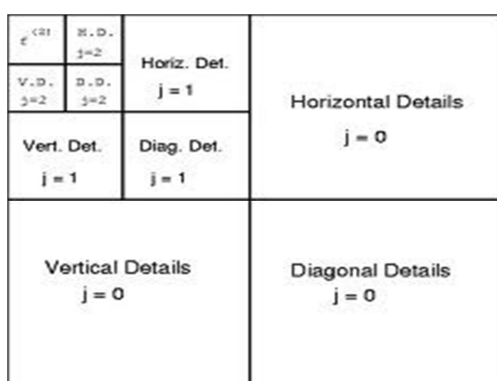 f(2)
H.D.
j=2
V.D.
j=2
D.D.
j=2
Horiz. Det.
j = 1
Vert. Det.
j = 1
Diag. Det.
j = 1
Horizontal Details
j = 0
Vertical Details
j = 0
Diagonal Details
j = 0